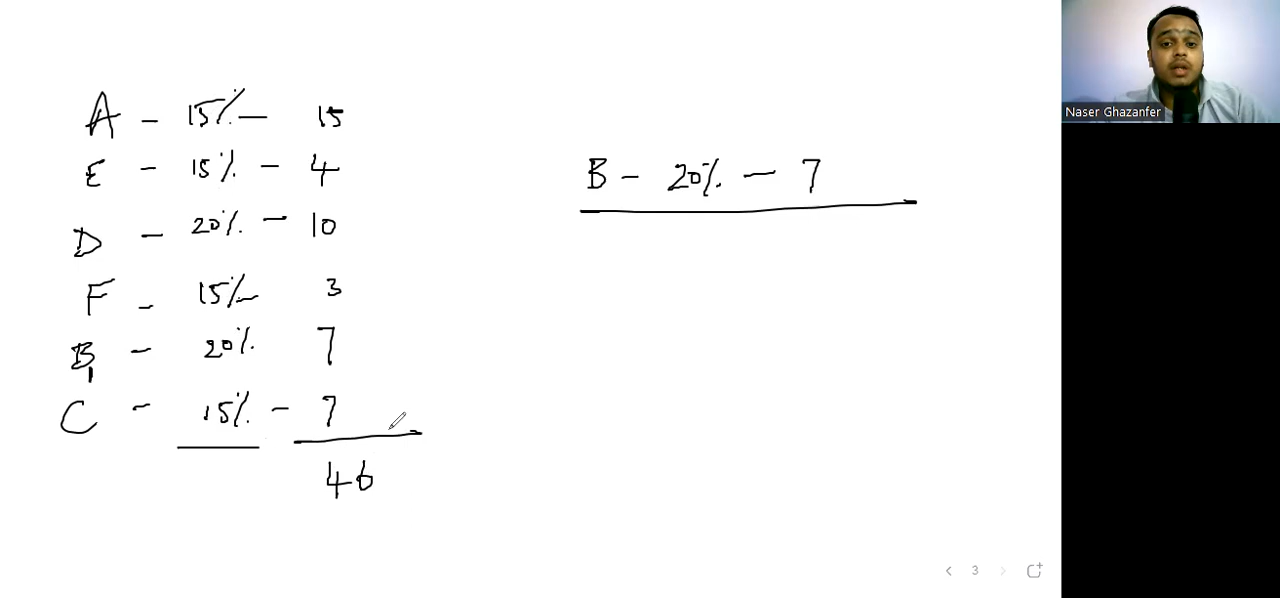 A - 15% - 15
E - 15% - 4
D - 20% - 10
F - 15% - 3
B - 20% 7
C - 15% - 7
46
B - 20% - 7
Naser Ghazanfer
3